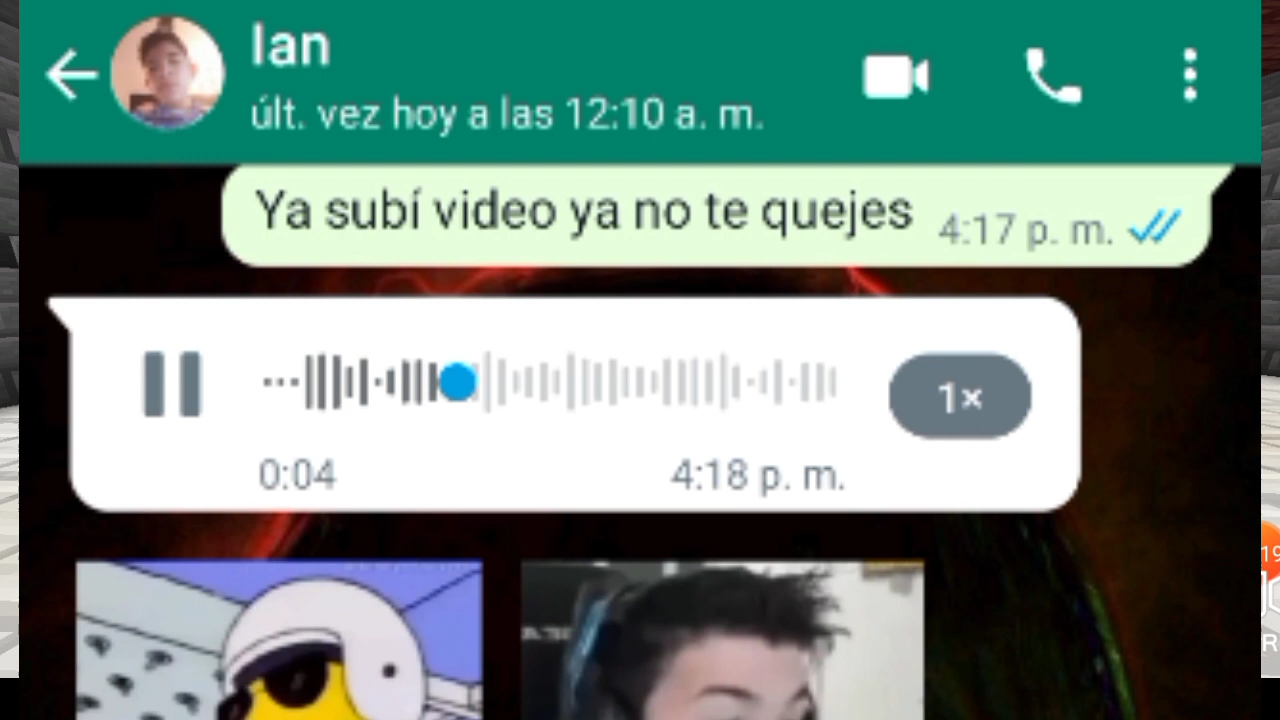 Ian
últ. vez hoy a las 12:10 a. m.
Ya subí video ya no te quejes 4:17 p. m.
1×
0:04 4:18 p. m.
19
R